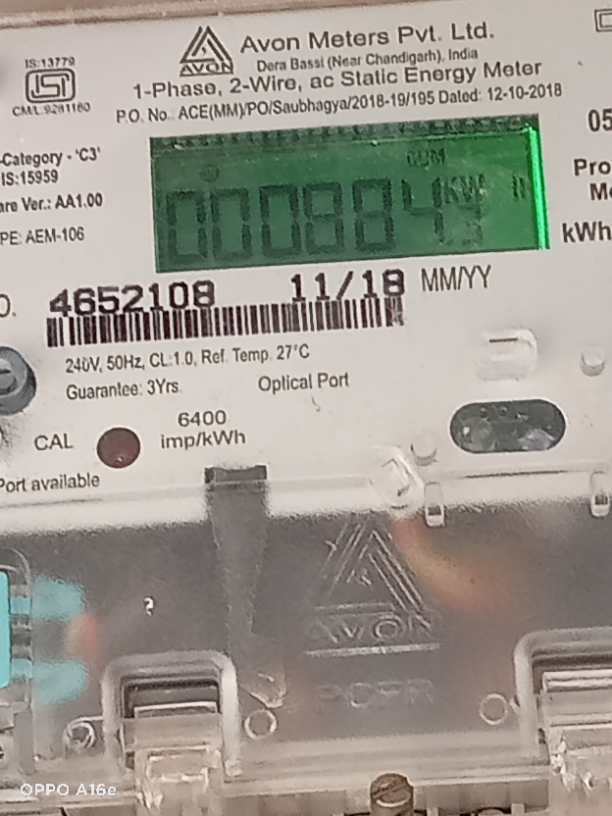 IS:13779
CM/L:9281160
AVON
Avon Meters Pvt. Ltd.
Dera Bassi (Near Chandigarh), India
1-Phase, 2-Wire, ac Static Energy Meter
P.O. No. ACE(MM)/PO/Saubhagya/2018-19/195 Dated: 12-10-2018
Category - 'C3'
IS:15959
are Ver.: AA1.00
PE: AEM-106
CUM
000884
05
Pro
kWh
4652108 11/18 MM/YY
240V, 50Hz, CL:1.0, Ref. Temp. 27°C
Guarantee: 3Yrs.
Optical Port
CAL
6400
imp/kWh
Port available
AVON
OPPO A16e